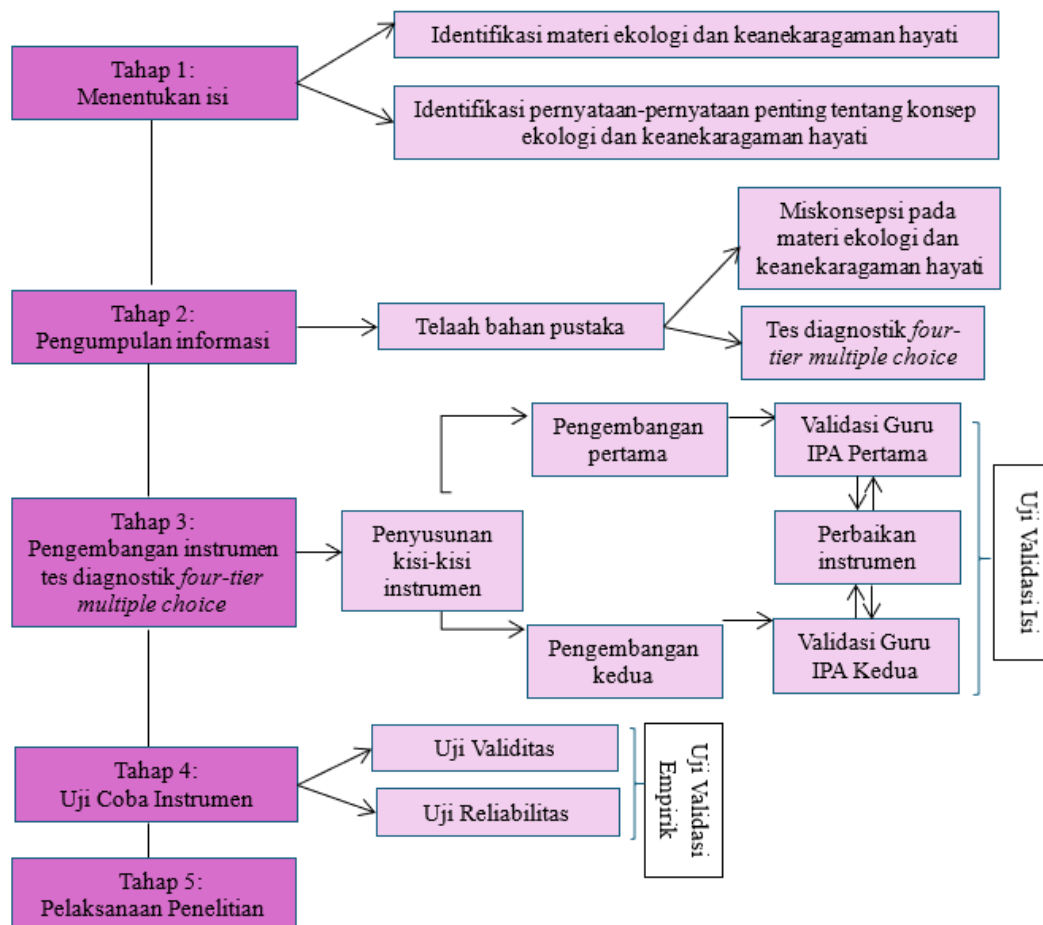 Tahap 1:
Menentukan isi
Identifikasi materi ekologi dan keanekaragaman hayati
Identifikasi pernyataan-pernyataan penting tentang konsep
ekologi dan keanekaragaman hayati
Tahap 2:
Pengumpulan informasi
Telaah bahan pustaka
Miskonsepsi pada
materi ekologi dan
keanekaragaman hayati
Tes diagnostik four-
tier multiple choice
Tahap 3:
Pengembangan instrumen
tes diagnostik four-tier
multiple choice
Penyusunan
kisi-kisi
instrumen
Pengembangan
pertama
Validasi Guru
IPA Pertama
Perbaikan
instrumen
Pengembangan
kedua
Validasi Guru
IPA Kedua
Uji Validasi Isi
Tahap 4:
Uji Coba Instrumen
Uji Validitas
Uji Reliabilitas
Uji Validasi
Empirik
Tahap 5:
Pelaksanaan Penelitian